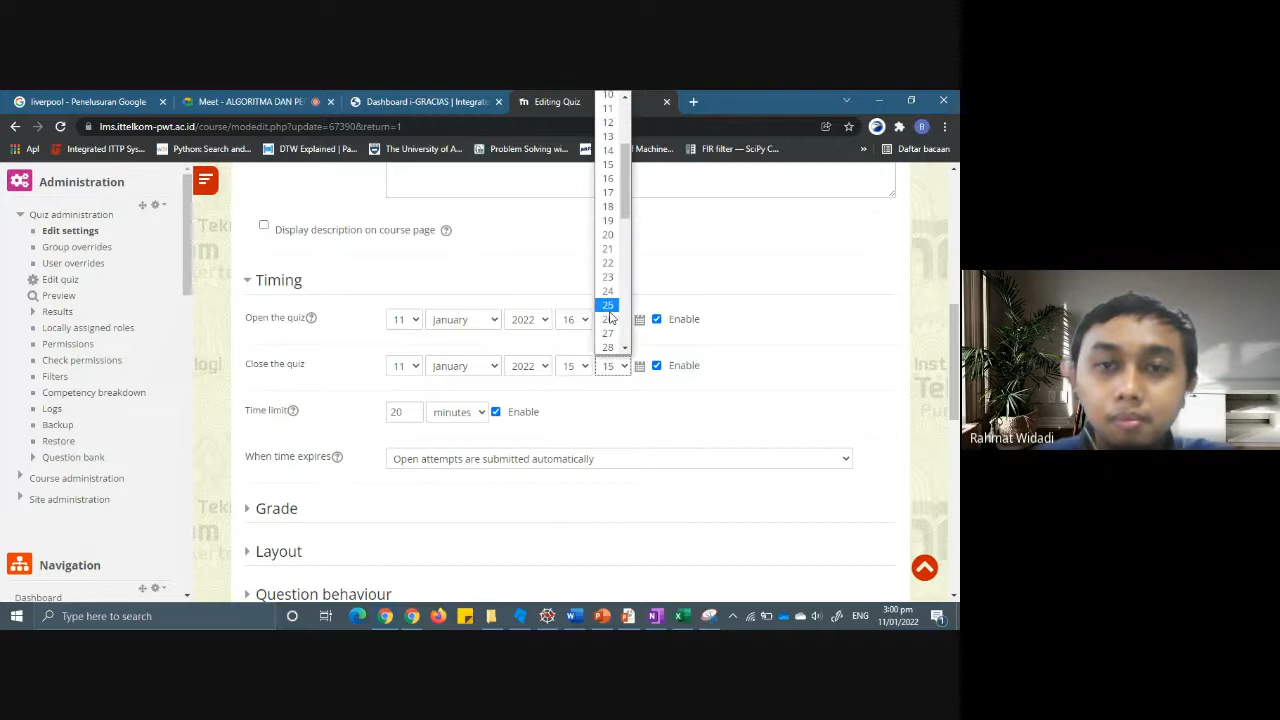 liverpool - Penelusuran Google
Meet - ALGORITMA DAN PE
Dashboard i-GRACIAS | Integrate
Editing Quiz
lms.ittelkom-pwt.ac.id/course/modedit.php?update=67390&return=1
Apl
Integrated ITTP Sy...
Python: Search and...
DTW Explained | Pa...
The University of A...
Problem Solving wi...
f Machine...
FIR filter — SciPy C...
»
Daftar bacaan
B
Administration
Quiz administration
Edit settings
Group overrides
User overrides
Edit quiz
Preview
Results
Locally assigned roles
Permissions
Check permissions
Filters
Competency breakdown
Logs
Backup
Restore
Question bank
Course administration
Site administration
Navigation
Dashboard
Display description on course page
Timing
Open the quiz
11 January 2022 16
Enable
Close the quiz
11 January 2022 15 15
Enable
Time limit
20 minutes
Enable
When time expires
Open attempts are submitted automatically
Grade
Layout
Question behaviour
10
11
12
13
14
15
16
17
18
19
20
21
22
23
24
25
27
28
Type here to search
ENG
3:00 pm
11/01/2022
1
Rahmat Widadi